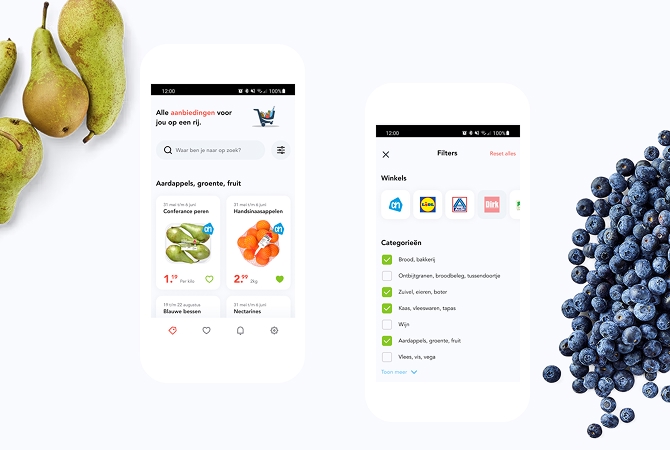 12:00
100%
Alle aanbiedingen voor
jou op een rij.
Waar ben je naar op zoek?
Aardappels, groente, fruit
31 mei t/m 6 juni
Conferance peren
1.19
Per kilo
31 mei t/m 6 juni
Handsinaasappelen
2.99
2kg
19 t/m 22 augustus
Blauwe bessen
31 mei t/m 6 juni
Nectarines
12:00
100%
Filters
Reset alles
Winkels
LiDL
ALDI
Dirk
Categorieën
Brood, bakkerij
Ontbijtgranen, broodbeleg, tussendoortje
Zuivel, eieren, boter
Kaas, vleeswaren, tapas
Wijn
Aardappels, groente, fruit
Vlees, vis, vega
Toon meer